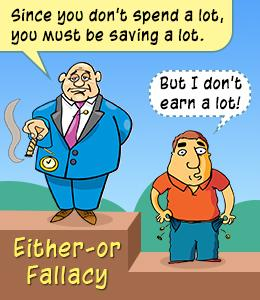 Since you don't spend a lot,
you must be saving a lot.
But I don't
earn a lot!
Either-or
Fallacy